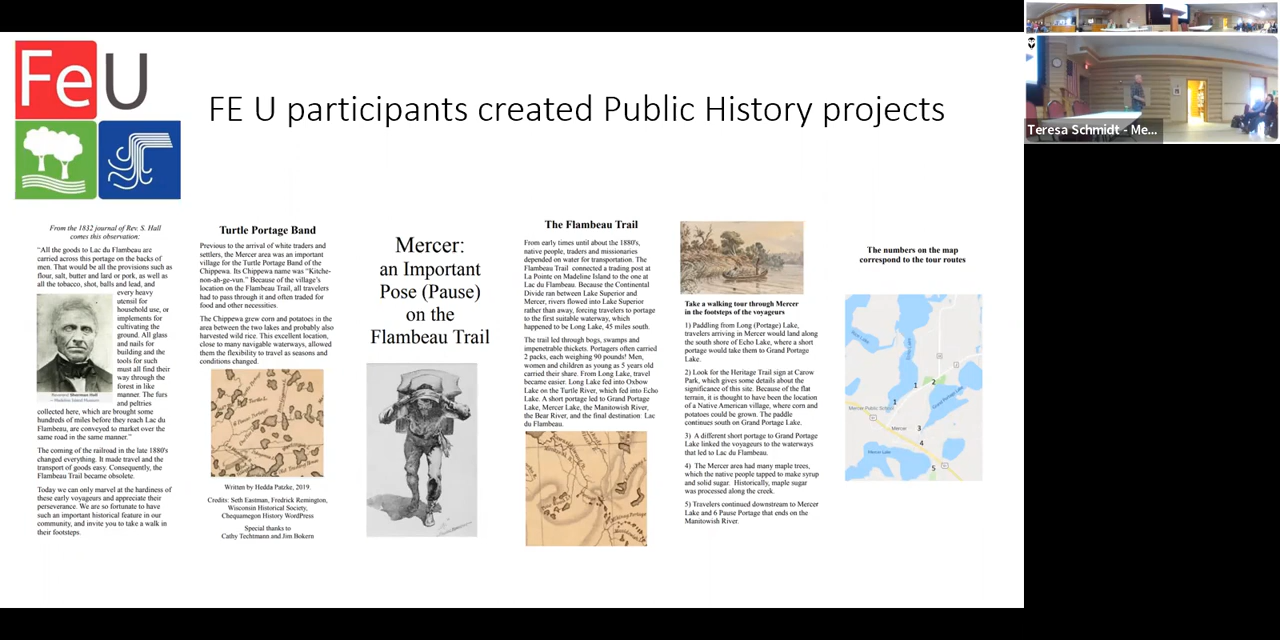 FeU
FE U participants created Public History projects
Teresa Schmidt - Me...
From the 1832 journal of Rev. S. Hall
comes this observation:
"All the goods to Lac du Flambeau are
carried across this portage on the backs of
men. That would be all the provisions such as
flour, salt, butter and lard or pork, as well as
all the tobacco, shot, balls and lead, and
every heavy
utensil for
household use, or
implements for
cultivating the
ground. All glass
and nails for
building and the
tools for such
must all find their
way through the
forest in like
manner. The furs
and peltries
Reverend Sherman Hall
collected here, which are brought some
hundreds of miles before they reach Lac du
Flambeau, are conveyed to market over the
same road in the same manner."
The coming of the railroad in the late 1880's
changed everything. It made travel and the
transport of goods easy. Consequently, the
Flambeau Trail became obsolete.
Today we can only marvel at the hardiness of
these early voyageurs and appreciate their
perseverance. We are so fortunate to have
such an important historical feature in our
community, and invite you to take a walk in
their footsteps.
Turtle Portage Band
Previous to the arrival of white traders and
settlers, the Mercer area was an important
village for the Turtle Portage Band of the
Chippewa. Its Chippewa name was "Kitche-
non-ah-ge-vun." Because of the village's
location on the Flambeau Trail, all travelers
had to pass through it and often traded for
food and other necessities.
The Chippewa grew corn and potatoes in the
area between the two lakes and probably also
harvested wild rice. This excellent location,
close to many navigable waterways, allowed
them the flexibility to travel as seasons and
conditions changed.
Written by Hedda Patzke, 2019.
Credits: Seth Eastman, Fredrick Remington,
Wisconsin Historical Society,
Chequamegon History WordPress
Special thanks to
Cathy Techtmann and Jim Bokern
Mercer:
an Important
Pose (Pause)
on the
Flambeau Trail
The Flambeau Trail
From early times until about the 1880's,
native people, traders and missionaries
depended on water for transportation. The
Flambeau Trail connected a trading post at
La Pointe on Madeline Island to the one at
Lac du Flambeau. Because the Continental
Divide ran between Lake Superior and
Mercer, rivers flowed into Lake Superior
rather than away, forcing travelers to portage
to the first suitable waterway, which
happened to be Long Lake, 45 miles south.
The trail led through bogs, swamps and
impenetrable thickets. Portagers often carried
2 packs, each weighing 90 pounds! Men,
women and children as young as 5 years old
carried their share. From Long Lake, travel
became easier. Long Lake fed into Oxbow
Lake on the Turtle River, which fed into Echo
Lake. A short portage led to Grand Portage
Lake, Mercer Lake, the Manitowish River,
the Bear River, and the final destination Lac
du Flambeau.
Take a walking tour through Mercer
in the footsteps of the voyageurs
1) Paddling from Long (Portage) Lake,
travelers arriving in Mercer would land along
the south shore of Echo Lake, where a short
portage would take them to Grand Portage
Lake.
2) Look for the Heritage Trail sign at Carow
Park, which gives some details about the
significance of this site. Because of the flat
terrain, it is thought to have been the location
of a Native American village, where corn and
potatoes could be grown. The paddle
continues south on Grand Portage Lake.
3) A different short portage to Grand Portage
Lake linked the voyageurs to the waterways
that led to Lac du Flambeau.
4) The Mercer area had many maple trees,
which the native people tapped to make syrup
and solid sugar. Historically, maple sugar
was processed along the creek.
5) Travelers continued downstream to Mercer
Lake and 6 Pause Portage that ends on the
Manitowish River.
The numbers on the map
correspond to the tour routes
1
2
1
Mercer Public School
3
Mercer
4
Mercer Lake
5